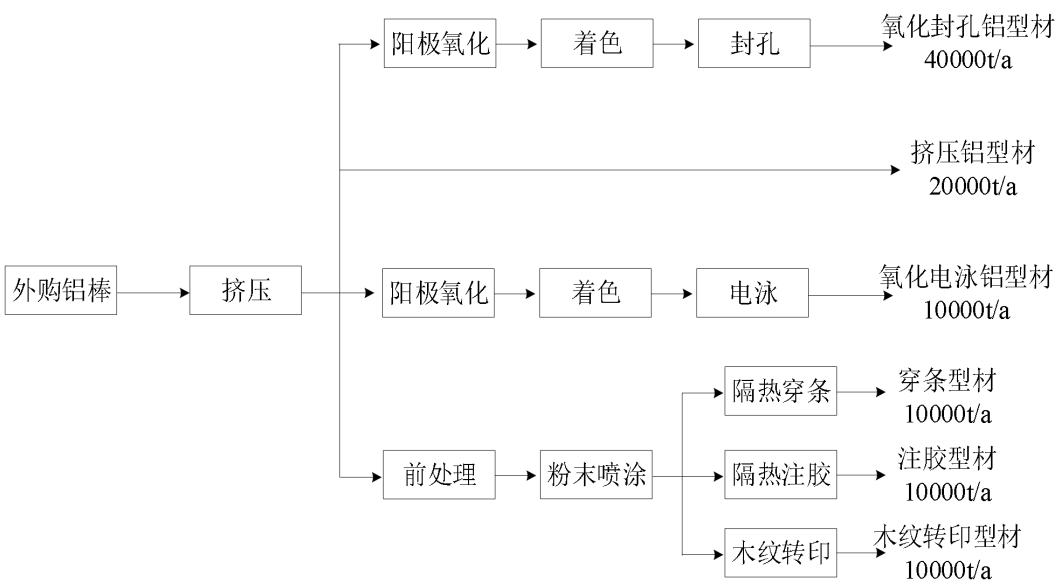 阳极氧化
着色
封孔
氧化封孔铝型材
40000t/a
挤压铝型材
20000t/a
外购铝棒
挤压
阳极氧化
着色
电泳
氧化电泳铝型材
10000t/a
隔热穿条
穿条型材
10000t/a
前处理
粉末喷涂
隔热注胶
注胶型材
10000t/a
木纹转印
木纹转印型材
10000t/a